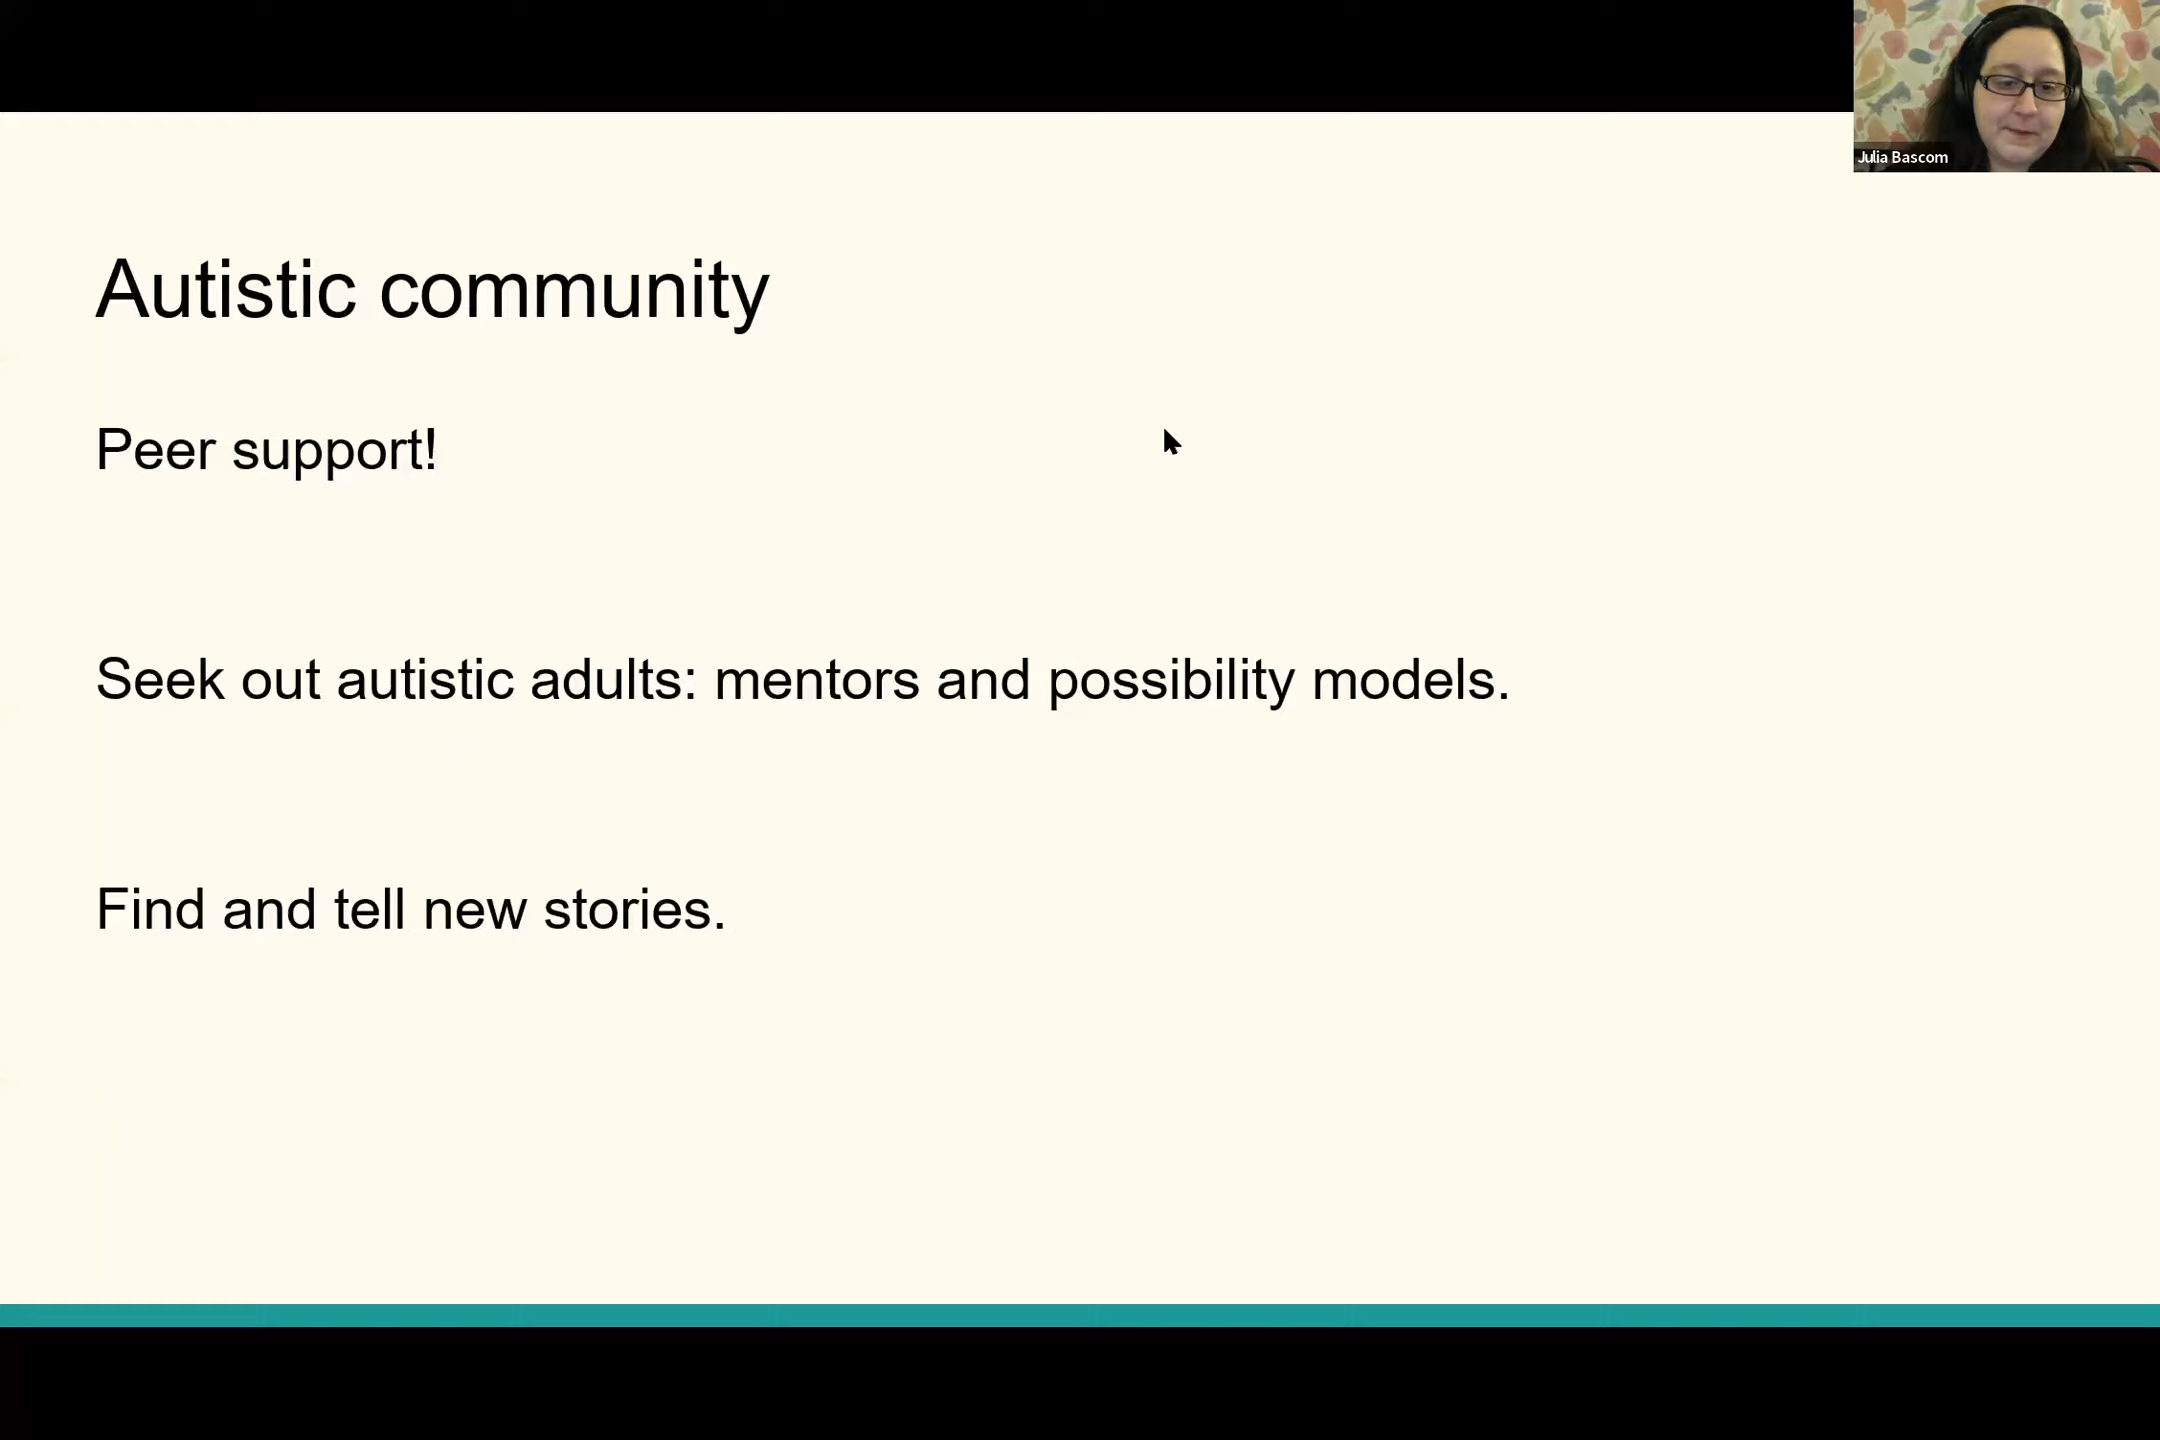 Julia Bascom
Autistic community
Peer support!
Seek out autistic adults: mentors and possibility models.
Find and tell new stories.